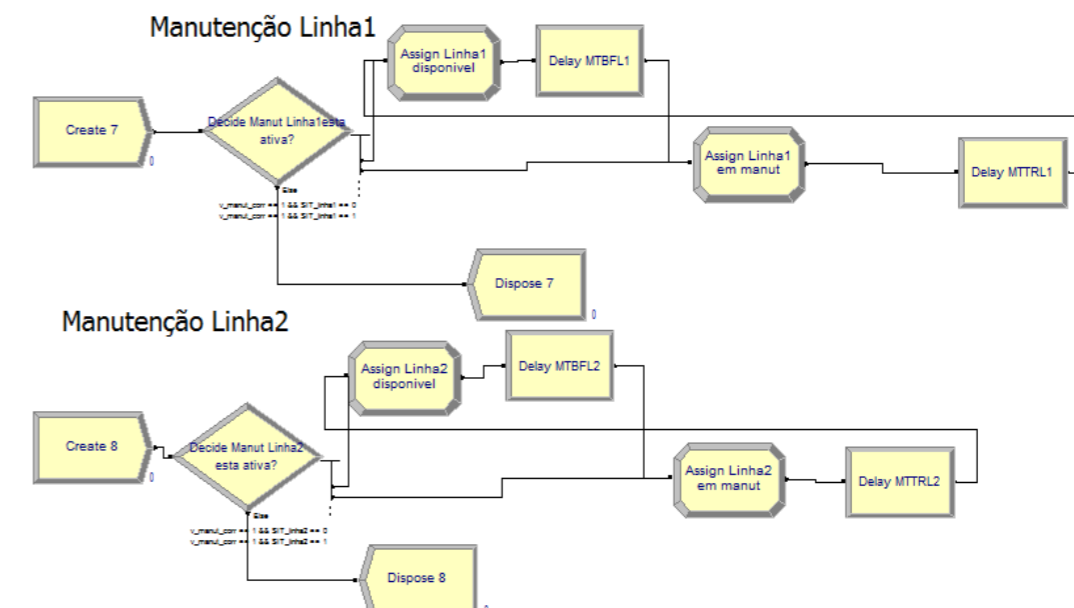 Manutenção Linha1
Assign Linha1
disponivel
Delay MTBFL1
Create 7
0
Decide Manut Linha1esta
ativa?
Assign Linha1
em manut
Delay MTTRL1
Else
v_manut_corr == 1 && SIT_linha1 == 0
v_manut_corr == 1 && SIT_linha1 == 1
Dispose 7
0
Manutenção Linha2
Assign Linha2
disponivel
Delay MTBFL2
Create 8
0
Decide Manut Linha2
esta ativa?
Assign Linha2
em manut
Delay MTTRL2
Else
v_manut_corr == 1 && SIT_linha2 == 0
v_manut_corr == 1 && SIT_linha2 == 1
Dispose 8